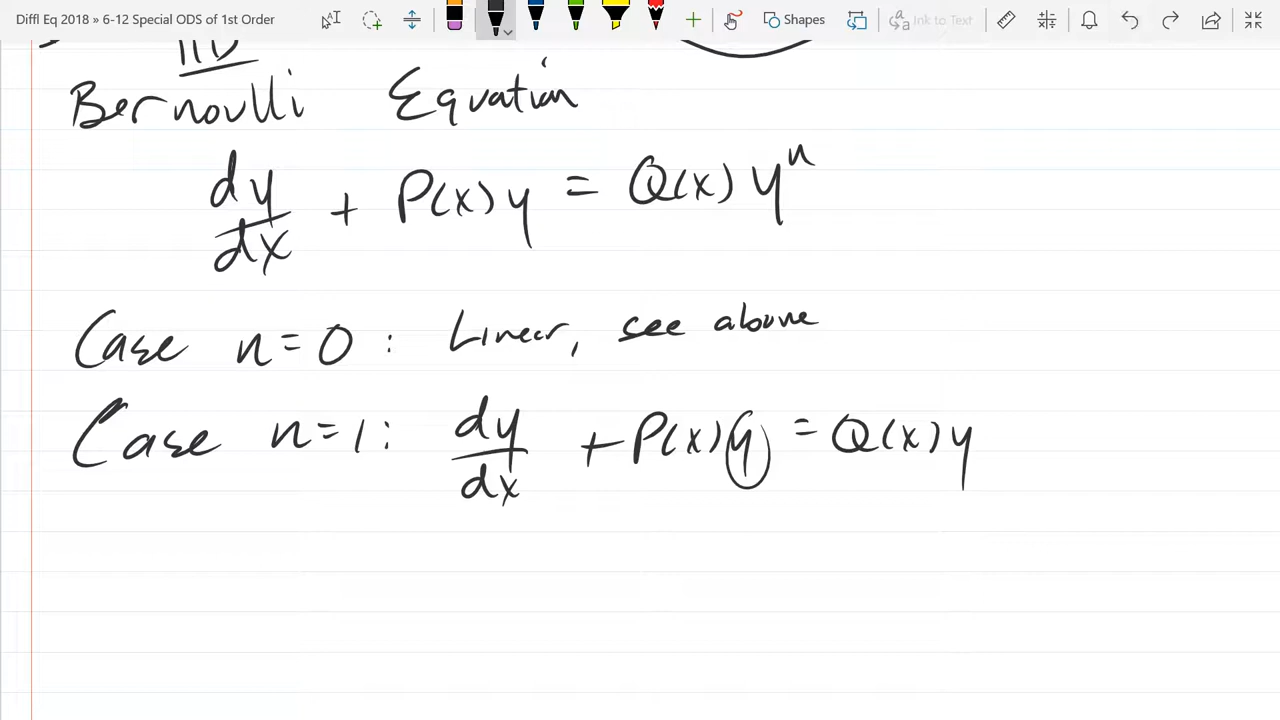 Diffl Eq 2018 » 6-12 Special ODS of 1st Order
Shapes
Ink to Text
Bernoulli Equation
dy/dx + P(x)y = Q(x) y^n
Case n=0: Linear, see above
Case n=1: dy/dx + P(x)y = Q(x)y